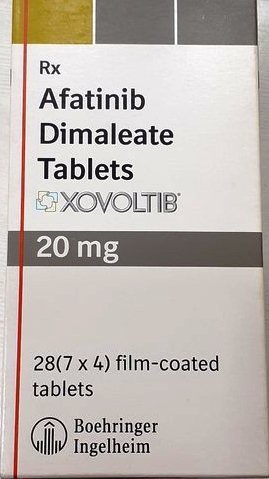 Rx
Afatinib
Dimaleate
Tablets
XOVOLTIB®
20 mg
28(7 x 4) film-coated
tablets
Boehringer
Ingelheim